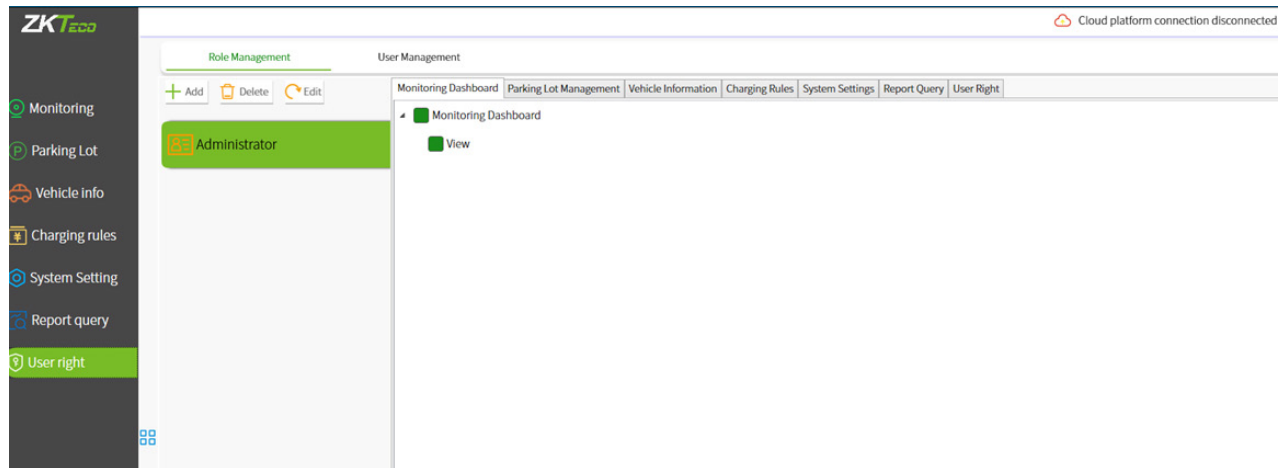 ZKTeco
Cloud platform connection disconnected
Role Management
User Management
Add
Delete
Edit
Monitoring Dashboard
Parking Lot Management
Vehicle Information
Charging Rules
System Settings
Report Query
User Right
Monitoring
Parking Lot
Vehicle info
Charging rules
System Setting
Report query
User right
Administrator
Monitoring Dashboard
View